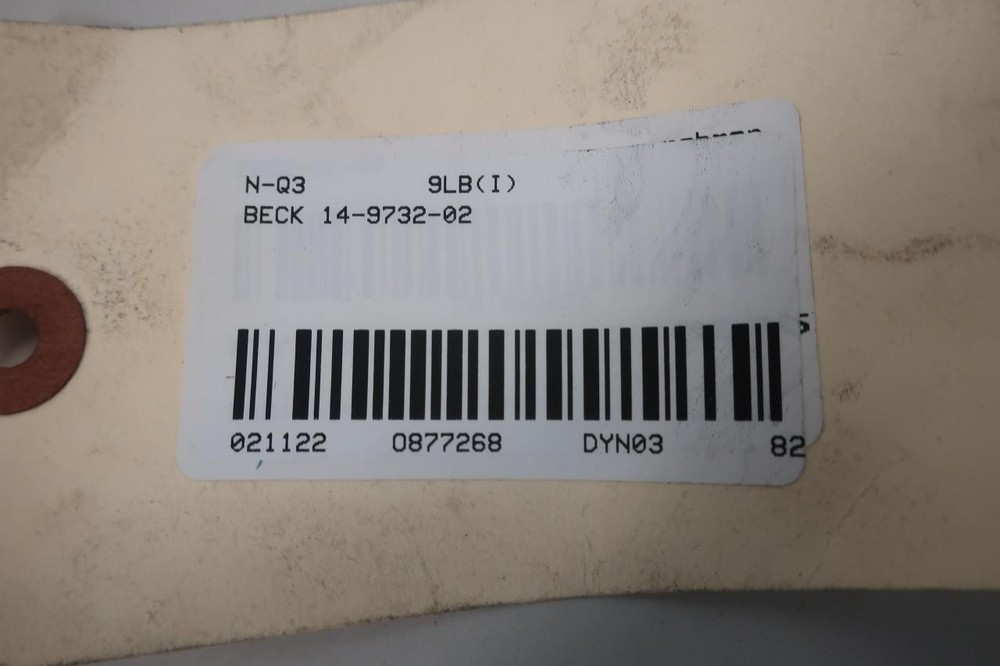 N-Q3 9LB(I)
BECK 14-9732-02
021122 0877268 DYN03 82